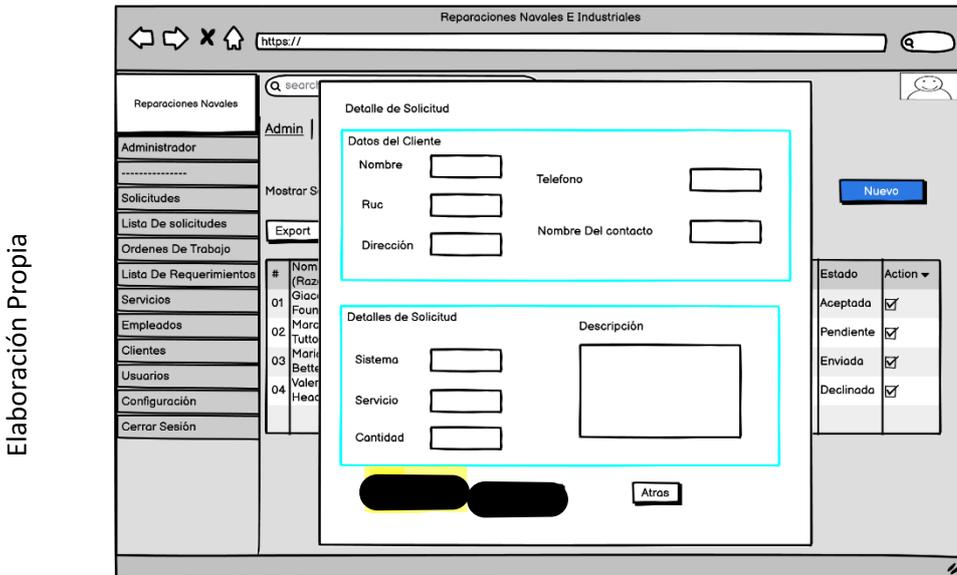 Reparaciones Navales E Industriales
https://
Reparaciones Navales
search
Admin
Administrador
---------------
Solicitudes
Lista De solicitudes
Ordenes De Trabajo
Lista De Requerimientos
Servicios
Empleados
Clientes
Usuarios
Configuración
Cerrar Sesión
Mostrar
Nuevo
Export
#
Estado
Action
01
Aceptada
02
Pendiente
03
Enviada
04
Declinada
Detalle de Solicitud
Datos del Cliente
Nombre
Telefono
Ruc
Nombre Del contacto
Dirección
Detalles de Solicitud
Descripción
Sistema
Servicio
Cantidad
Atras
Elaboración Propia